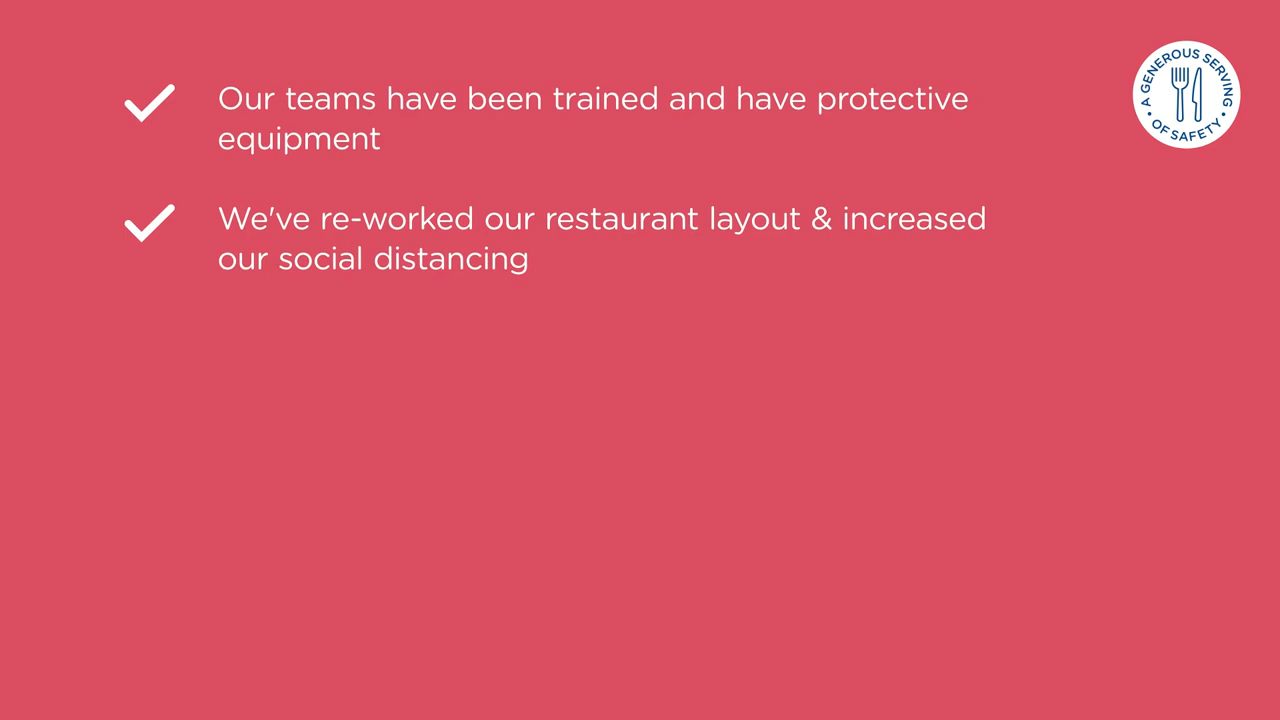 Our teams have been trained and have protective
equipment
We've re-worked our restaurant layout & increased
our social distancing
A GENEROUS SERVING
• OF SAFETY •